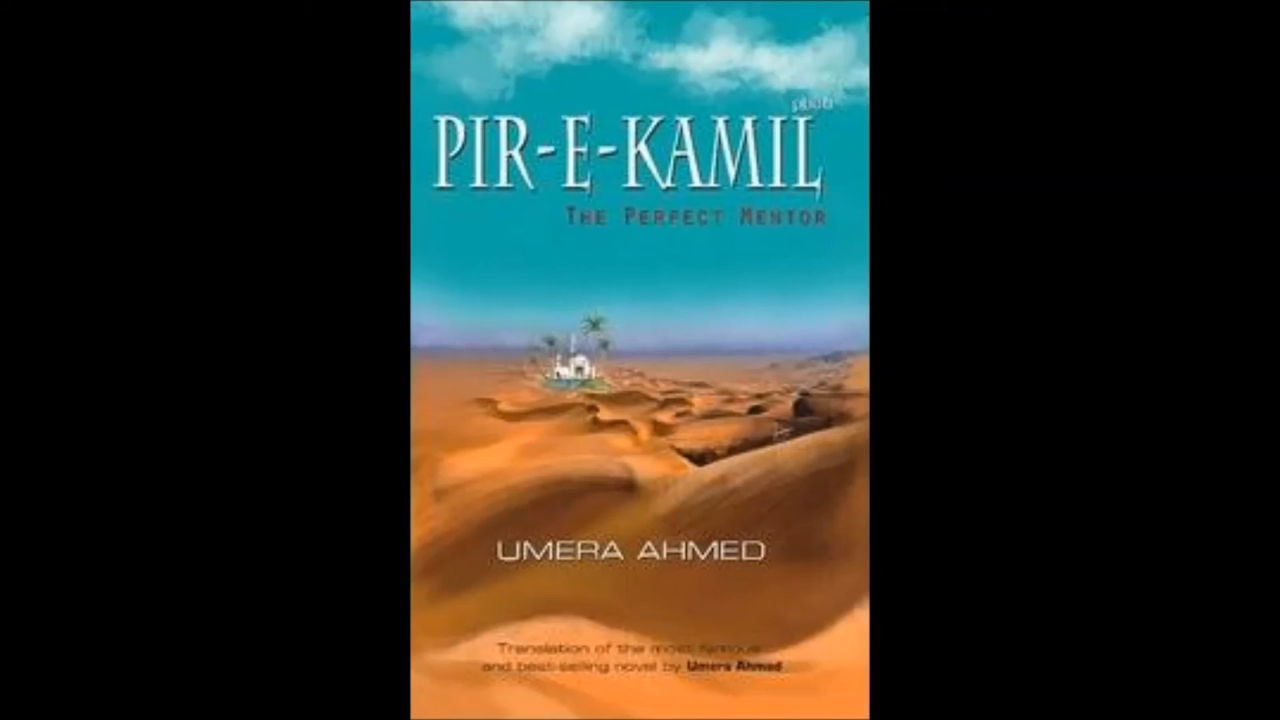 PIR-E-KAMIL
THE PERFECT MENTOR
UMERA AHMED
Translation of the most famous
and best-selling novel by Umera Ahmed